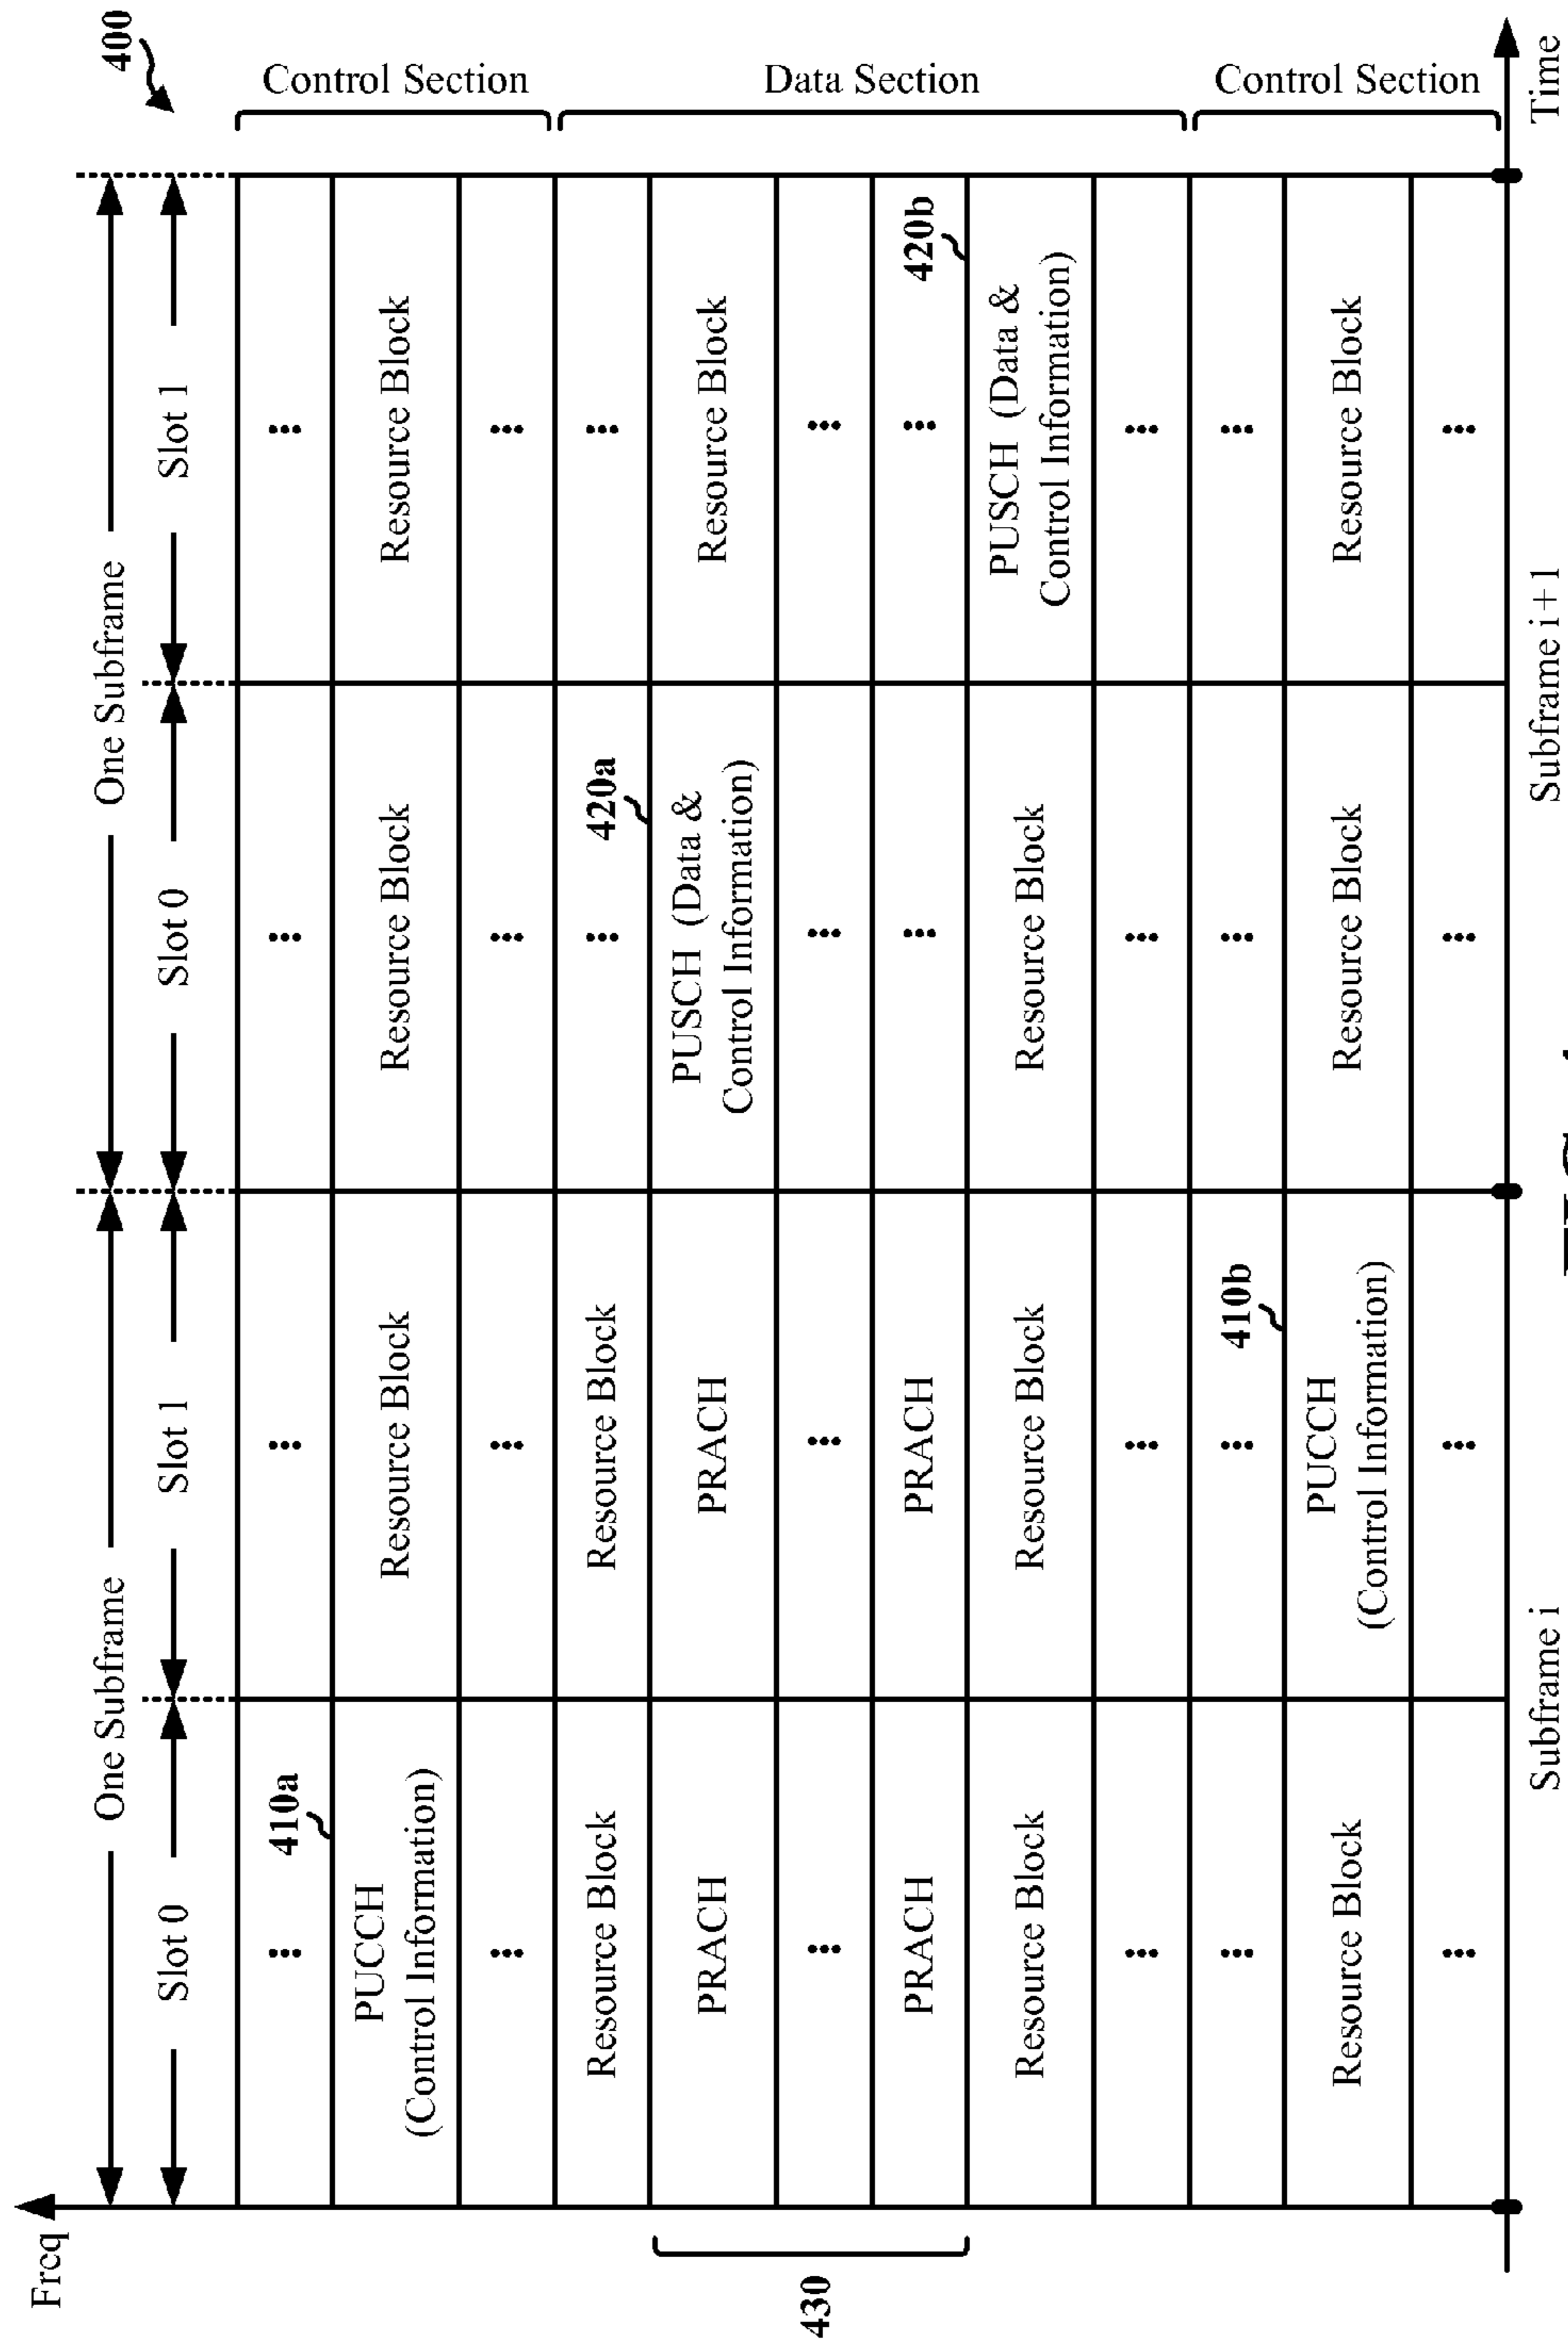 400
Freq
One Subframe
One Subframe
Slot 0
Slot 1
Slot 0
Slot 1
410a
PUCCH
(Control Information)
Resource Block
Resource Block
Resource Block
Control Section
Resource Block
Resource Block
420a
430
PRACH
PRACH
PUSCH (Data &
Control Information)
Resource Block
Data Section
PRACH
PRACH
420b
Resource Block
Resource Block
Resource Block
PUSCH (Data &
Control Information)
410b
Resource Block
PUCCH
(Control Information)
Resource Block
Resource Block
Control Section
Subframe i
Subframe i + 1
Time